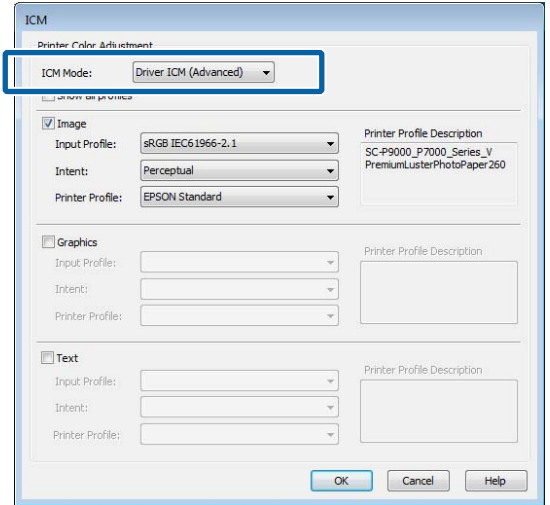 ICM
Printer Color Adjustment
ICM Mode: Driver ICM (Advanced)
Show all profiles
Image
Input Profile: sRGB IEC61966-2.1
Intent: Perceptual
Printer Profile: EPSON Standard
Printer Profile Description
SC-P9000_P7000_Series_V
PremiumLusterPhotoPaper260
Graphics
Input Profile:
Intent:
Printer Profile:
Printer Profile Description
Text
Input Profile:
Intent:
Printer Profile:
Printer Profile Description
OK Cancel Help